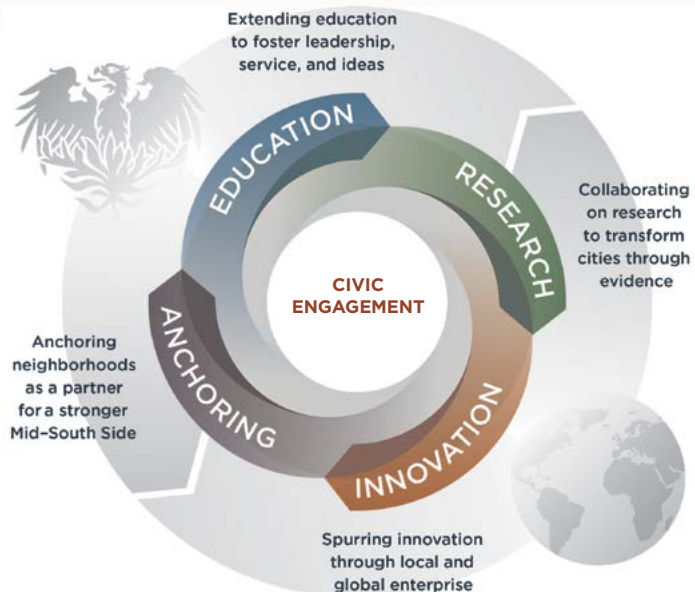 Extending education
to foster leadership,
service, and ideas
EDUCATION
RESEARCH
Collaborating
on research
to transform
cities through
evidence
CIVIC
ENGAGEMENT
Anchoring
neighborhoods
as a partner
for a stronger
Mid–South Side
ANCHORING
INNOVATION
Spurring innovation
through local and
global enterprise